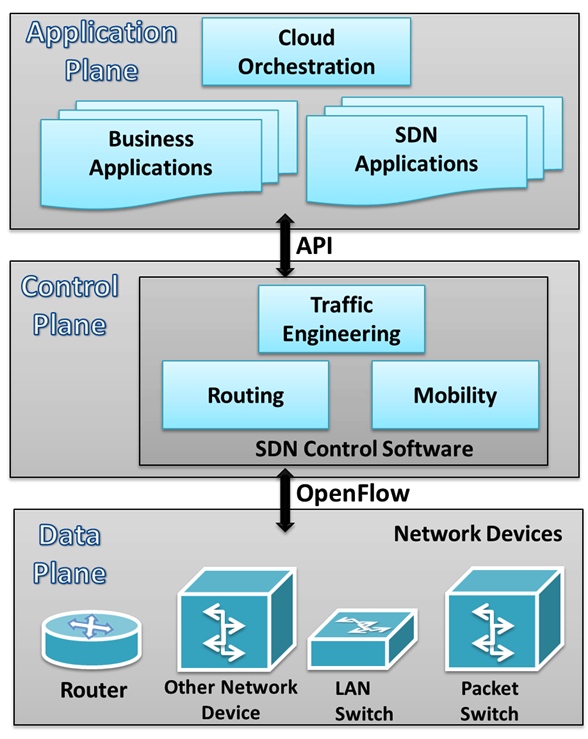 Application
Plane
Cloud
Orchestration
Business
Applications
SDN
Applications
API
Control
Plane
Traffic
Engineering
Routing
Mobility
SDN Control Software
OpenFlow
Data
Plane
Network Devices
Router
Other Network
Device
LAN
Switch
Packet
Switch